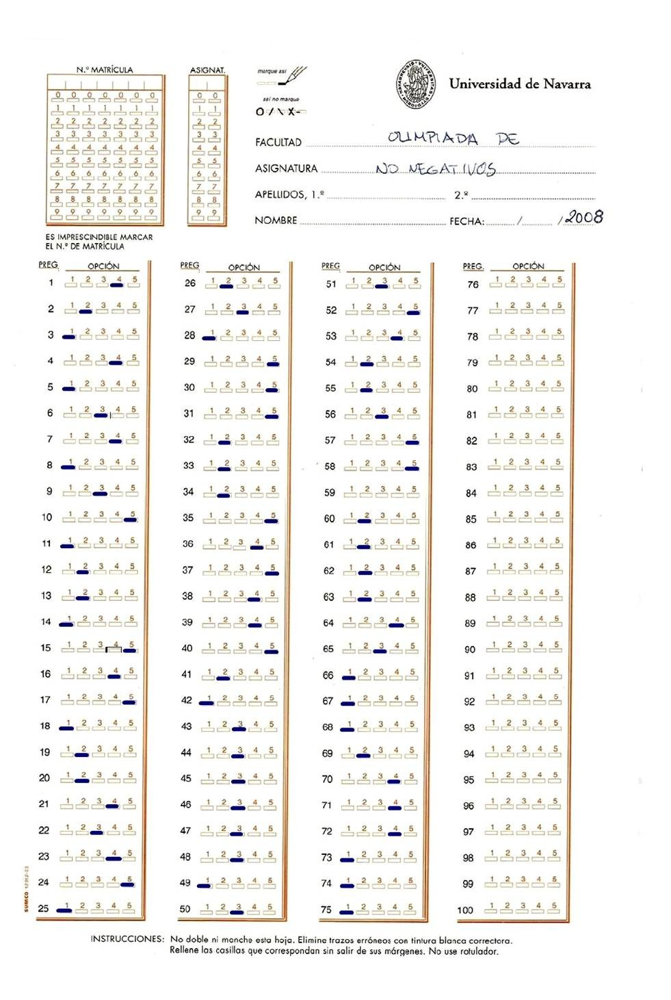 N.º MATRÍCULA
0 0 0 0 0 0 0
1 1 1 1 1 1 1
2 2 2 2 2 2 2
3 3 3 3 3 3 3
4 4 4 4 4 4 4
5 5 5 5 5 5 5
6 6 6 6 6 6 6
7 7 7 7 7 7 7
8 8 8 8 8 8 8
9 9 9 9 9 9 9
ES IMPRESCINDIBLE MARCAR
EL N.º DE MATRÍCULA
ASIGNAT.
0 0
1 1
2 2
3 3
4 4
5 5
6 6
7 7
8 8
9 9
marque así
así no marque
Universidad de Navarra
FACULTAD OLIMPIADA DE
ASIGNATURA NO NEGATIVOS
APELLIDOS, 1.º 2.º
NOMBRE FECHA: / / 2008
PREG. OPCIÓN
1 1 2 3 4 5
2 1 2 3 4 5
3 1 2 3 4 5
4 1 2 3 4 5
5 1 2 3 4 5
6 1 2 3 4 5
7 1 2 3 4 5
8 1 2 3 4 5
9 1 2 3 4 5
10 1 2 3 4 5
11 1 2 3 4 5
12 1 2 3 4 5
13 1 2 3 4 5
14 1 2 3 4 5
15 1 2 3 4 5
16 1 2 3 4 5
17 1 2 3 4 5
18 1 2 3 4 5
19 1 2 3 4 5
20 1 2 3 4 5
21 1 2 3 4 5
22 1 2 3 4 5
23 1 2 3 4 5
24 1 2 3 4 5
25 1 2 3 4 5
PREG OPCIÓN
26 1 2 3 4 5
27 1 2 3 4 5
28 1 2 3 4 5
29 1 2 3 4 5
30 1 2 3 4 5
31 1 2 3 4 5
32 1 2 3 4 5
33 1 2 3 4 5
34 1 2 3 4 5
35 1 2 3 4 5
36 1 2 3 4 5
37 1 2 3 4 5
38 1 2 3 4 5
39 1 2 3 4 5
40 1 2 3 4 5
41 1 2 3 4 5
42 1 2 3 4 5
43 1 2 3 4 5
44 1 2 3 4 5
45 1 2 3 4 5
46 1 2 3 4 5
47 1 2 3 4 5
48 1 2 3 4 5
49 1 2 3 4 5
50 1 2 3 4 5
PREG OPCIÓN
51 1 2 3 4 5
52 1 2 3 4 5
53 1 2 3 4 5
54 1 2 3 4 5
55 1 2 3 4 5
56 1 2 3 4 5
57 1 2 3 4 5
58 1 2 3 4 5
59 1 2 3 4 5
60 1 2 3 4 5
61 1 2 3 4 5
62 1 2 3 4 5
63 1 2 3 4 5
64 1 2 3 4 5
65 1 2 3 4 5
66 1 2 3 4 5
67 1 2 3 4 5
68 1 2 3 4 5
69 1 2 3 4 5
70 1 2 3 4 5
71 1 2 3 4 5
72 1 2 3 4 5
73 1 2 3 4 5
74 1 2 3 4 5
75 1 2 3 4 5
PREG. OPCIÓN
76 1 2 3 4 5
77 1 2 3 4 5
78 1 2 3 4 5
79 1 2 3 4 5
80 1 2 3 4 5
81 1 2 3 4 5
82 1 2 3 4 5
83 1 2 3 4 5
84 1 2 3 4 5
85 1 2 3 4 5
86 1 2 3 4 5
87 1 2 3 4 5
88 1 2 3 4 5
89 1 2 3 4 5
90 1 2 3 4 5
91 1 2 3 4 5
92 1 2 3 4 5
93 1 2 3 4 5
94 1 2 3 4 5
95 1 2 3 4 5
96 1 2 3 4 5
97 1 2 3 4 5
98 1 2 3 4 5
99 1 2 3 4 5
100 1 2 3 4 5
SUMCO
INSTRUCCIONES: No doble ni manche esta hoja. Elimine trazos erróneos con tintura blanca correctora.
Rellene las casillas que correspondan sin salir de sus márgenes. No use rotulador.